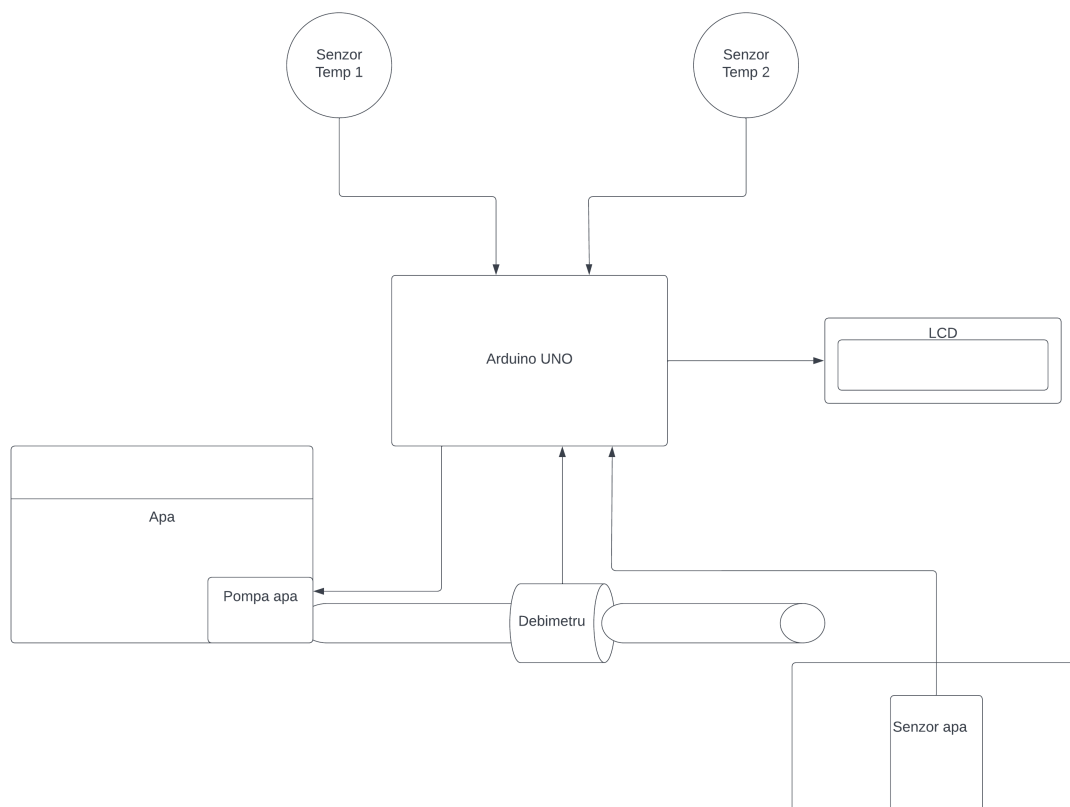 Senzor
Temp 1
Senzor
Temp 2
Arduino UNO
LCD
Apa
Pompa apa
Debimetru
Senzor apa